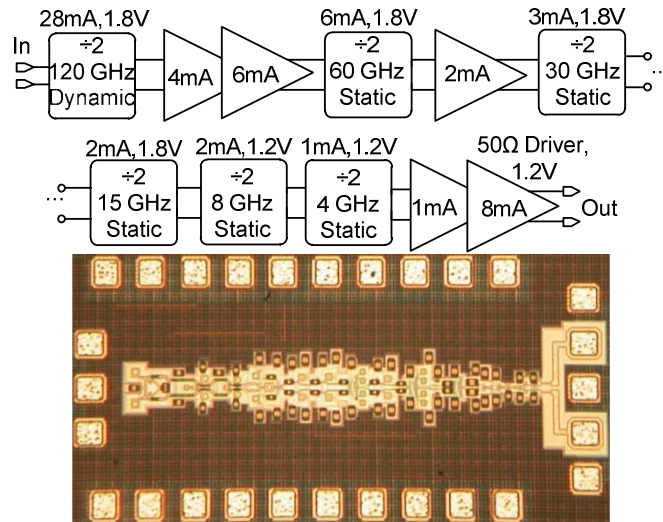 28mA,1.8V
6mA,1.8V
3mA,1.8V
In
÷2
120 GHz
Dynamic
4mA
6mA
÷2
60 GHz
Static
2mA
÷2
30 GHz
Static
...
2mA,1.8V
2mA,1.2V
1mA,1.2V
50Ω Driver,
1.2V
...
÷2
15 GHz
Static
÷2
8 GHz
Static
÷2
4 GHz
Static
1mA
8mA
Out